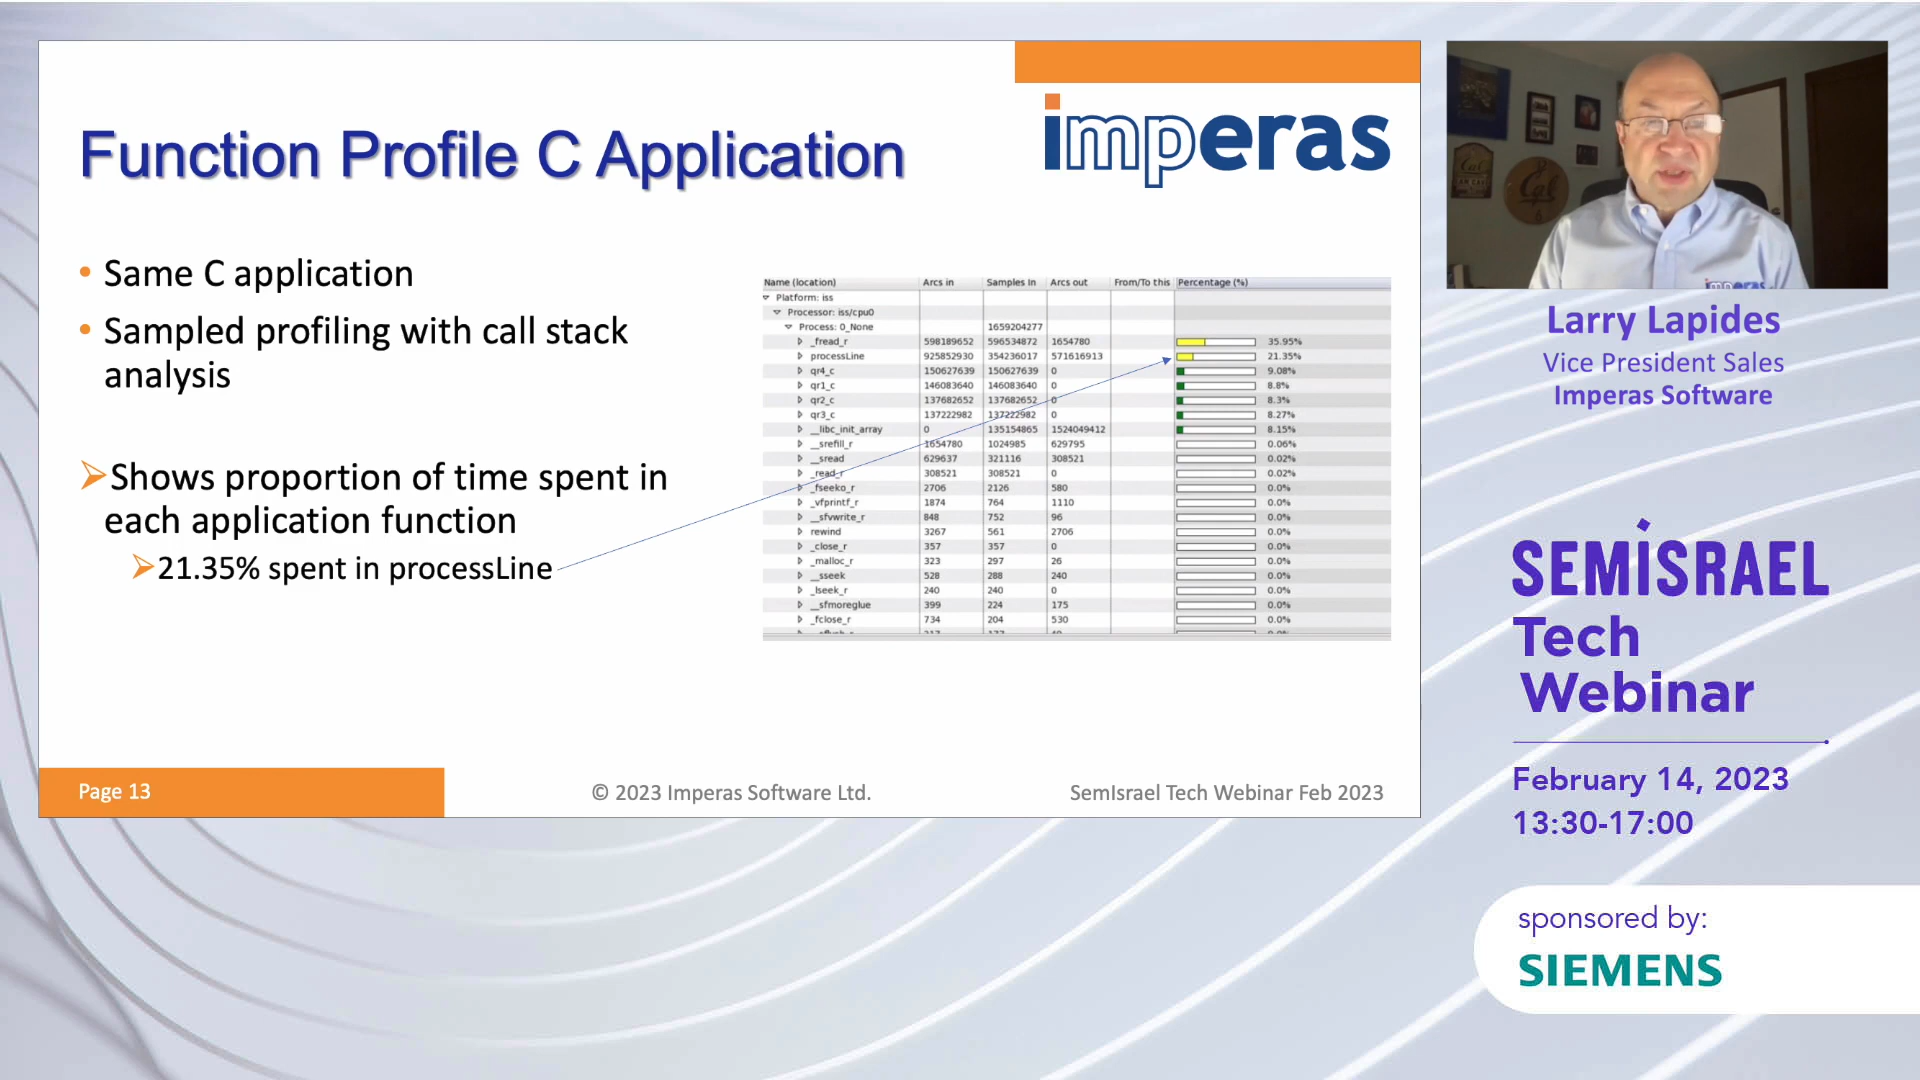 Function Profile C Application
imperas
• Same C application
• Sampled profiling with call stack
analysis
Shows proportion of time spent in
each application function
21.35% spent in processLine
Name (location) Arcs in Samples In Arcs out From/To this Percentage (%)
Platform: iss
Processor: iss/cpu0
Process: 0_None 1659204277
_fread_r 598189652 596534872 1654780 35.95%
processLine 925852930 354236017 571616913 21.35%
qr4_c 150627639 150627639 0 9.08%
qr1_c 146083640 146083640 0 8.8%
qr2_c 137682652 137682652 0 8.3%
qr3_c 137222982 137222982 0 8.27%
__libc_init_array 0 135154865 1524049412 8.15%
__srefill_r 1654780 1024985 629795 0.06%
__sread 629637 321116 308521 0.02%
_read_r 308521 308521 0 0.02%
_fseeko_r 2706 2126 580 0.0%
_vfprintf_r 1874 764 1110 0.0%
__sfvwrite_r 848 752 96 0.0%
rewind 3267 561 2706 0.0%
_close_r 357 357 0 0.0%
_malloc_r 323 297 26 0.0%
__sseek 528 288 240 0.0%
_lseek_r 240 240 0 0.0%
__sfmoreglue 399 224 175 0.0%
_fclose_r 734 204 530 0.0%
Page 13
© 2023 Imperas Software Ltd.
SemIsrael Tech Webinar Feb 2023
Cal
Larry Lapides
Vice President Sales
Imperas Software
SEMISRAEL
Tech
Webinar
February 14, 2023
13:30-17:00
sponsored by:
SIEMENS